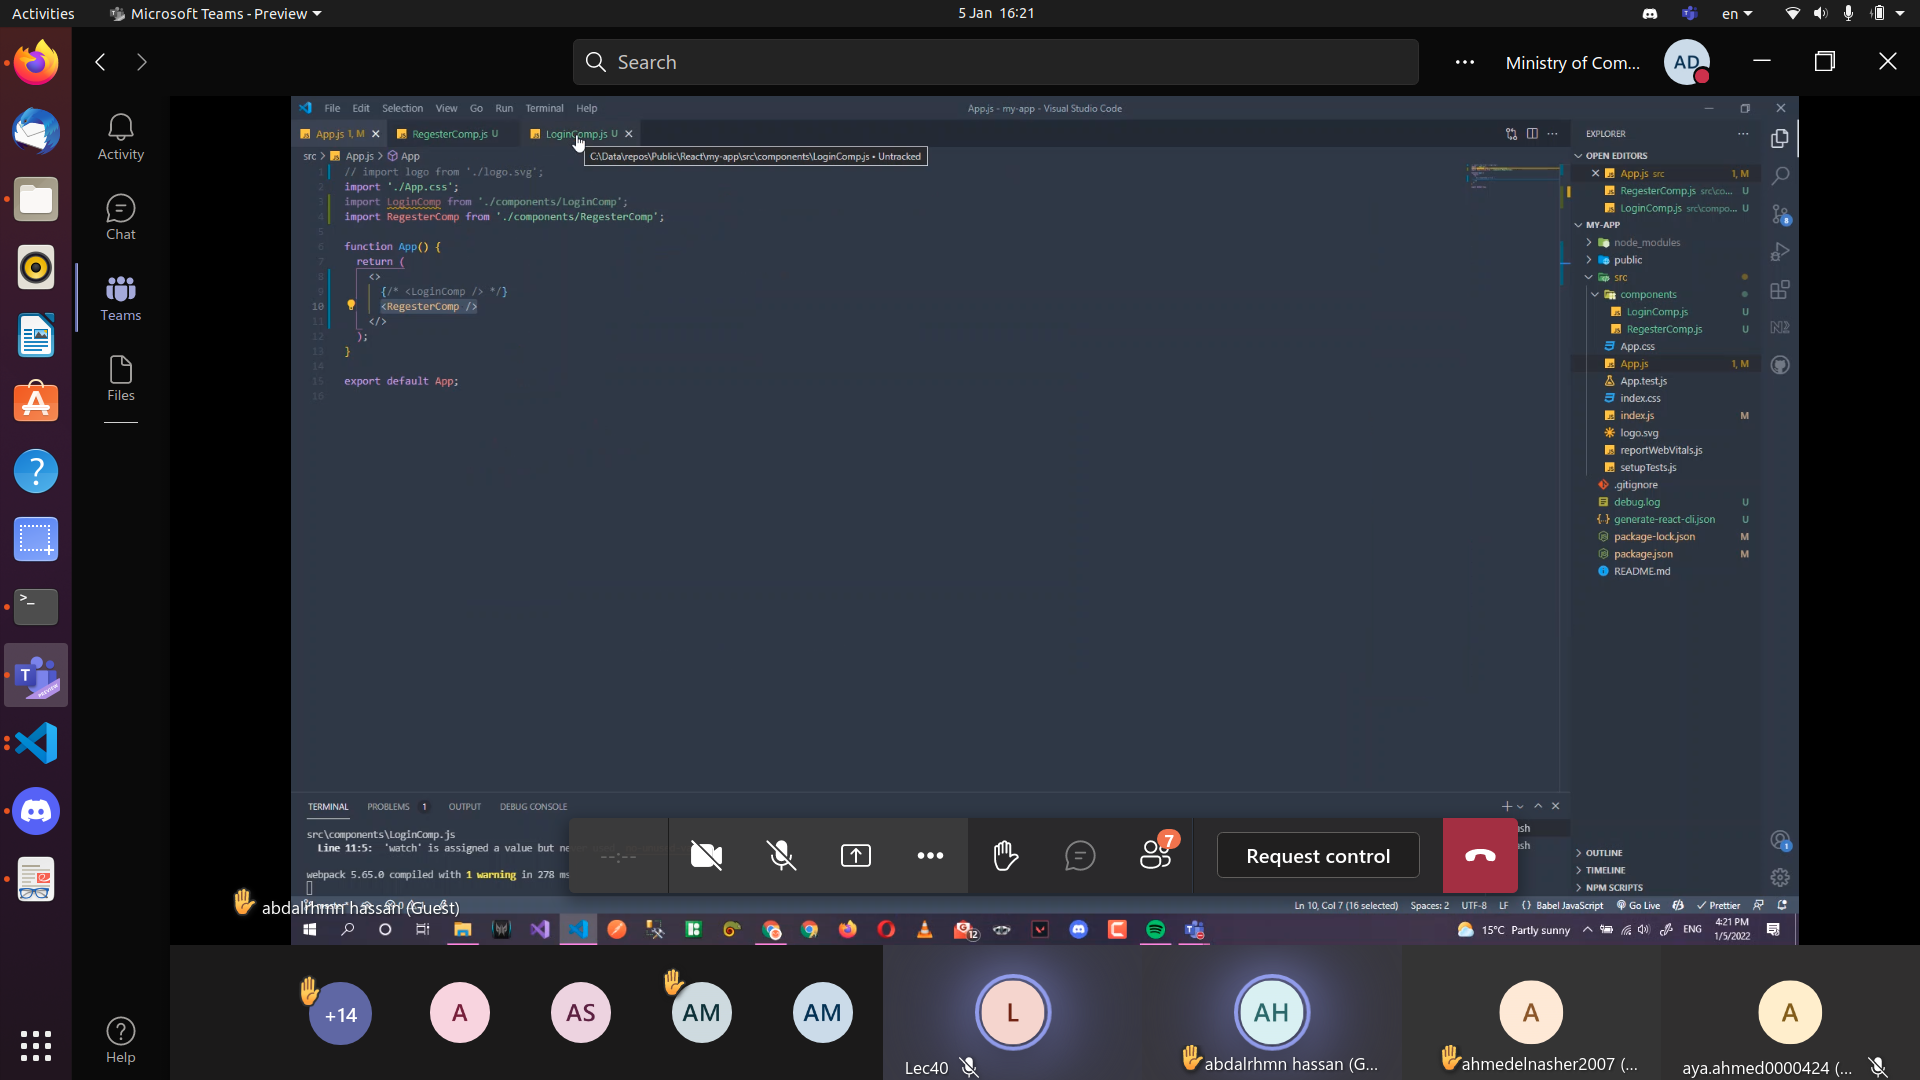 Activities
Microsoft Teams - Preview
5 Jan 16:21
en
Search
Ministry of Com...
AD
Activity
Chat
Teams
Files
Help
File Edit Selection View Go Run Terminal Help
App.js - my-app - Visual Studio Code
App.js 1, M
RegesterComp.js U
LoginComp.js U
src > App.js > App
C:\Data\repos\Public\React\my-app\src\components\LoginComp.js • Untracked
1 // import logo from './logo.svg';
2 import './App.css';
3 import LoginComp from './components/LoginComp';
4 import RegesterComp from './components/RegesterComp';
5
6 function App() {
7 return (
8 <>
9 {/* <LoginComp /> */}
10 <RegesterComp />
11 </>
12 );
13 }
14
15 export default App;
16
EXPLORER
OPEN EDITORS
App.js src 1, M
RegesterComp.js src\co... U
LoginComp.js src\compo... U
MY-APP
node_modules
public
src
components
LoginComp.js U
RegesterComp.js U
App.css
App.js 1, M
App.test.js
index.css
index.js M
logo.svg
reportWebVitals.js
setupTests.js
.gitignore
debug.log U
generate-react-cli.json U
package-lock.json M
package.json M
README.md
OUTLINE
TIMELINE
NPM SCRIPTS
8
1
TERMINAL PROBLEMS 1 OUTPUT DEBUG CONSOLE
src\components\LoginComp.js
Line 11:5: 'watch' is assigned a value but ne
webpack 5.65.0 compiled with 1 warning in 278 ms
--:--
7
Request control
abdalrhmn hassan (Guest)
Ln 10, Col 7 (16 selected) Spaces: 2 UTF-8 LF Babel JavaScript Go Live Prettier
12
15°C Partly sunny
ENG
4:21 PM
1/5/2022
+14
A
AS
AM
AM
L
AH
A
A
Lec40
abdalrhmn hassan (G...
ahmedelnasher2007 (...
aya.ahmed0000424 (...